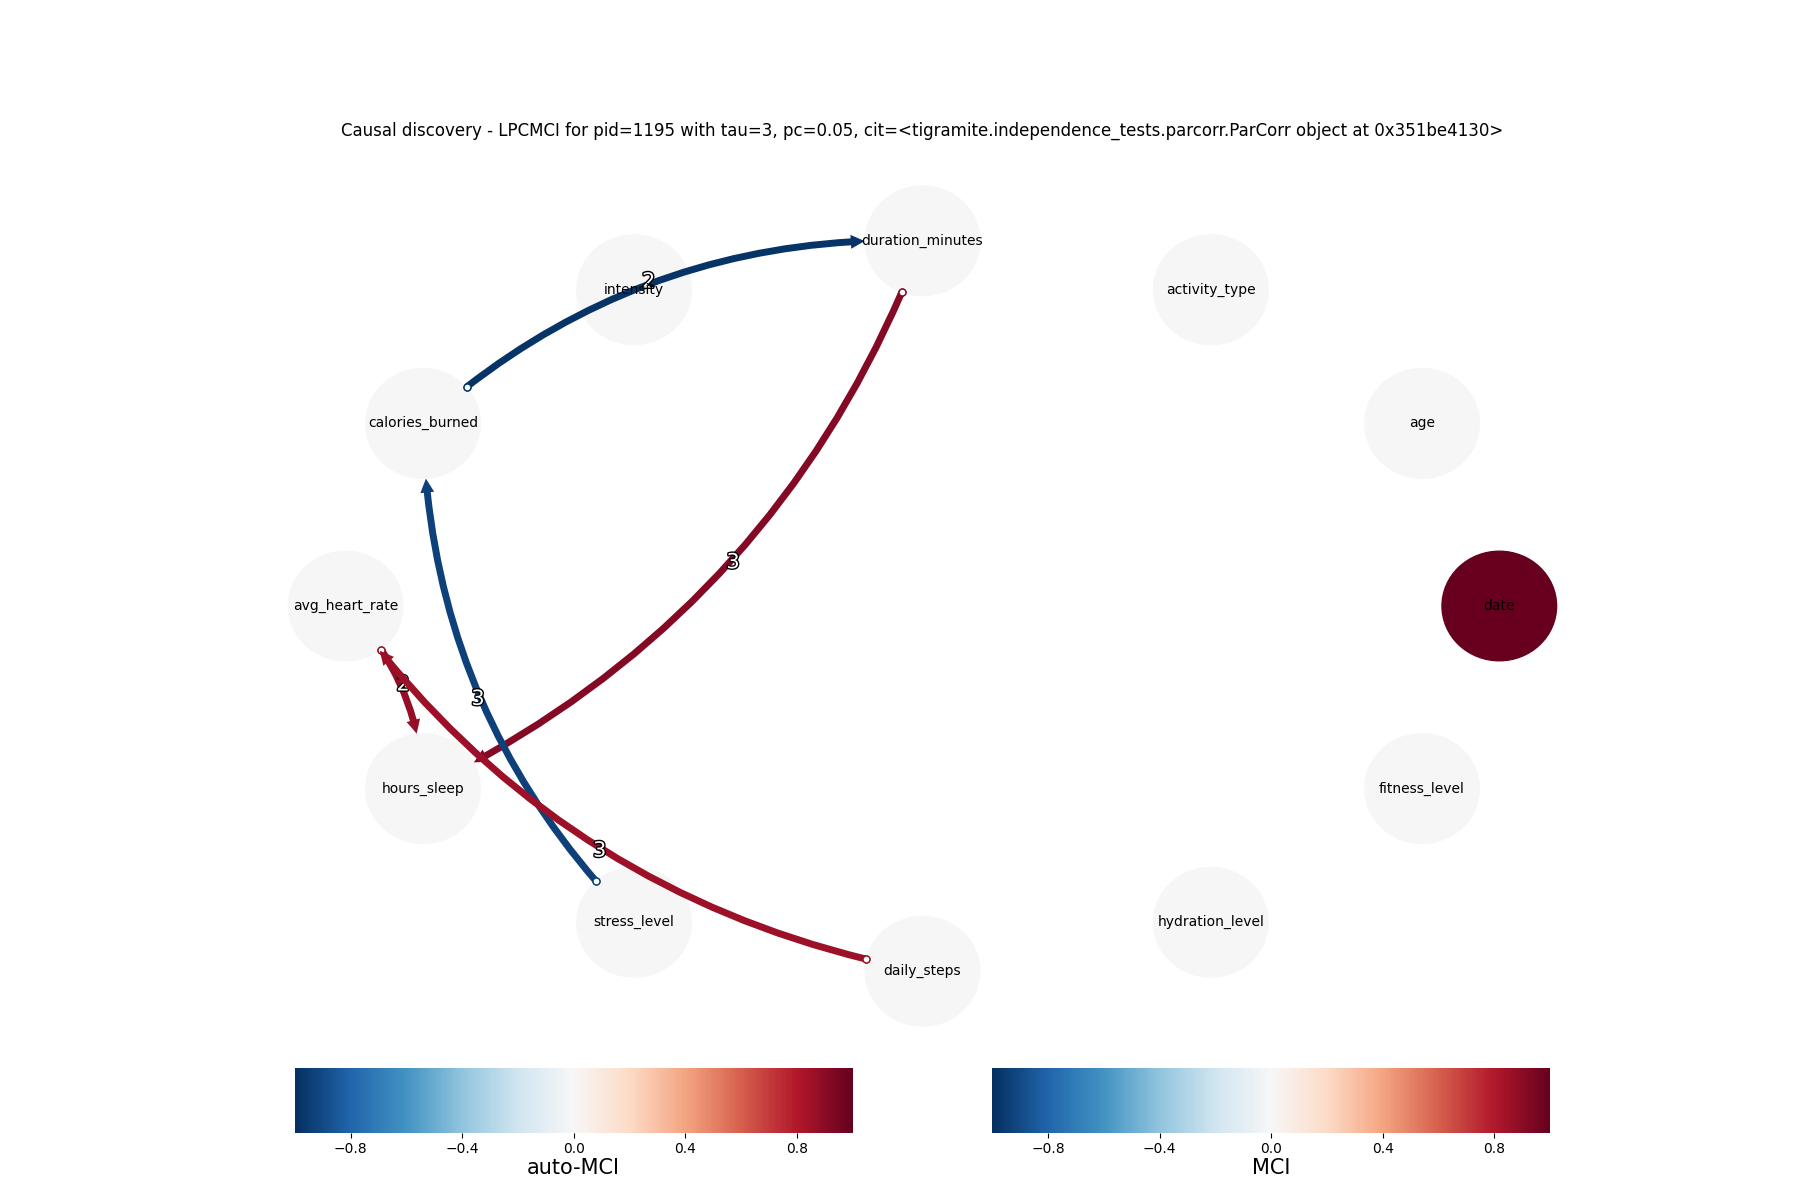 Causal discovery - LPCMCI for pid=1195 with tau=3, pc=0.05, cit=<tigramite.independence_tests.parcorr.ParCorr object at 0x351be4130>
duration_minutes
intensity
2
activity_type
calories_burned
age
3
avg_heart_rate
date
2
3
hours_sleep
fitness_level
3
stress_level
hydration_level
daily_steps
−0.8 −0.4 0.0 0.4 0.8
auto-MCI
−0.8 −0.4 0.0 0.4 0.8
MCI